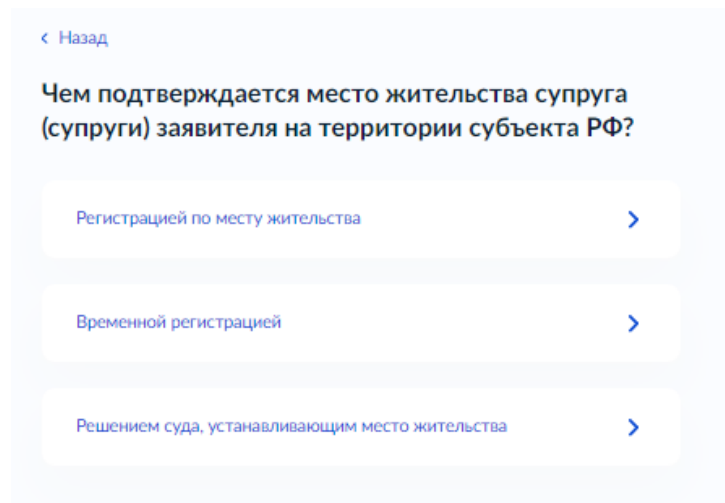 Назад
Чем подтверждается место жительства супруга
(супруги) заявителя на территории субъекта РФ?
Регистрацией по месту жительства
Временной регистрацией
Решением суда, устанавливающим место жительства